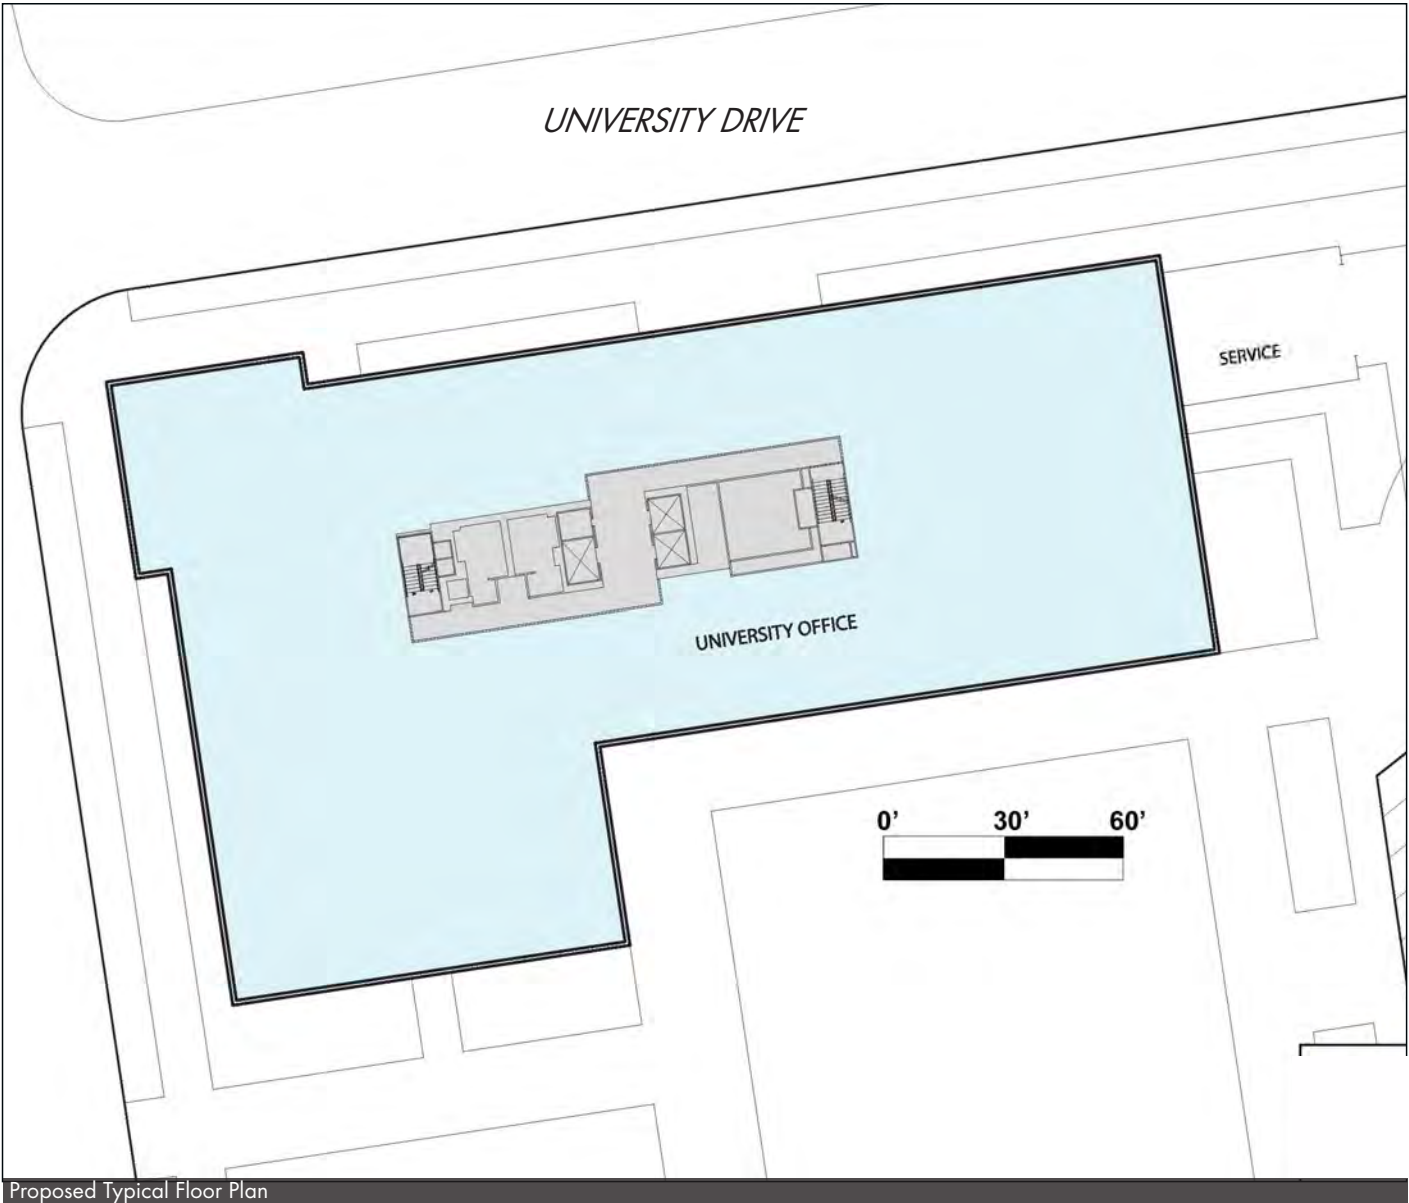 UNIVERSITY DRIVE
SERVICE
UNIVERSITY OFFICE
0’ 30’ 60’
Proposed Typical Floor Plan